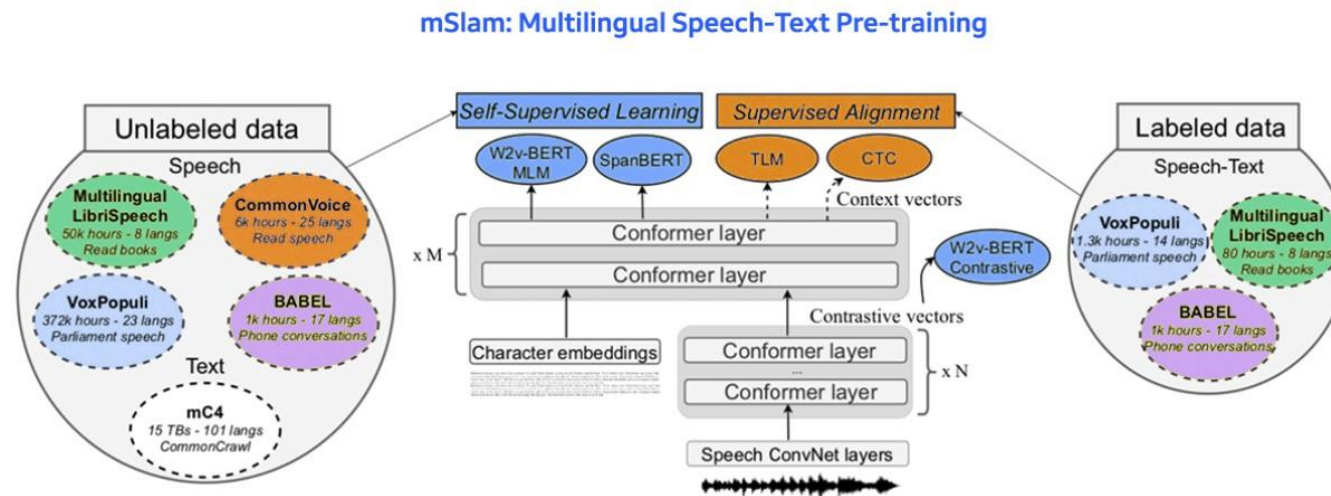 mSlam: Multilingual Speech-Text Pre-training
Unlabeled data
Speech
Multilingual
LibriSpeech
50k hours - 8 langs
Read books
CommonVoice
6k hours - 25 langs
Read speech
VoxPopuli
372k hours - 23 langs
Parliament speech
BABEL
1k hours - 17 langs
Phone conversations
Text
mC4
15 TBs - 101 langs
CommonCrawl
Self-Supervised Learning
Supervised Alignment
W2v-BERT
MLM
SpanBERT
TLM
CTC
Context vectors
x M
Conformer layer
Conformer layer
W2v-BERT
Contrastive
Contrastive vectors
Character embeddings
Conformer layer
...
Conformer layer
x N
Speech ConvNet layers
Labeled data
Speech-Text
VoxPopuli
1.3k hours - 14 langs
Parliament speech
Multilingual
LibriSpeech
80 hours - 8 langs
Read books
BABEL
1k hours - 17 langs
Phone conversations